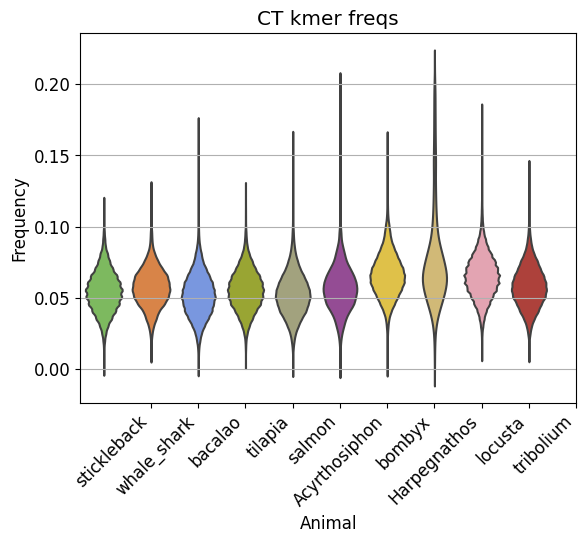 CT kmer freqs
Frequency
0.20
0.15
0.10
0.05
0.00
stickleback
whale_shark
bacalao
tilapia
salmon
Acyrthosiphon
bombyx
Harpegnathos
locusta
tribolium
Animal